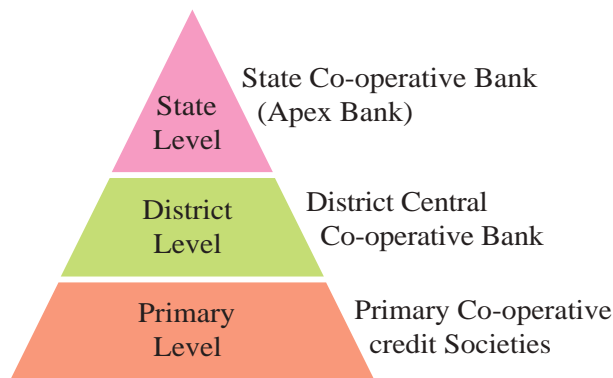 State
Level
State Co-operative Bank
(Apex Bank)
District
Level
District Central
Co-operative Bank
Primary
Level
Primary Co-operative
credit Societies